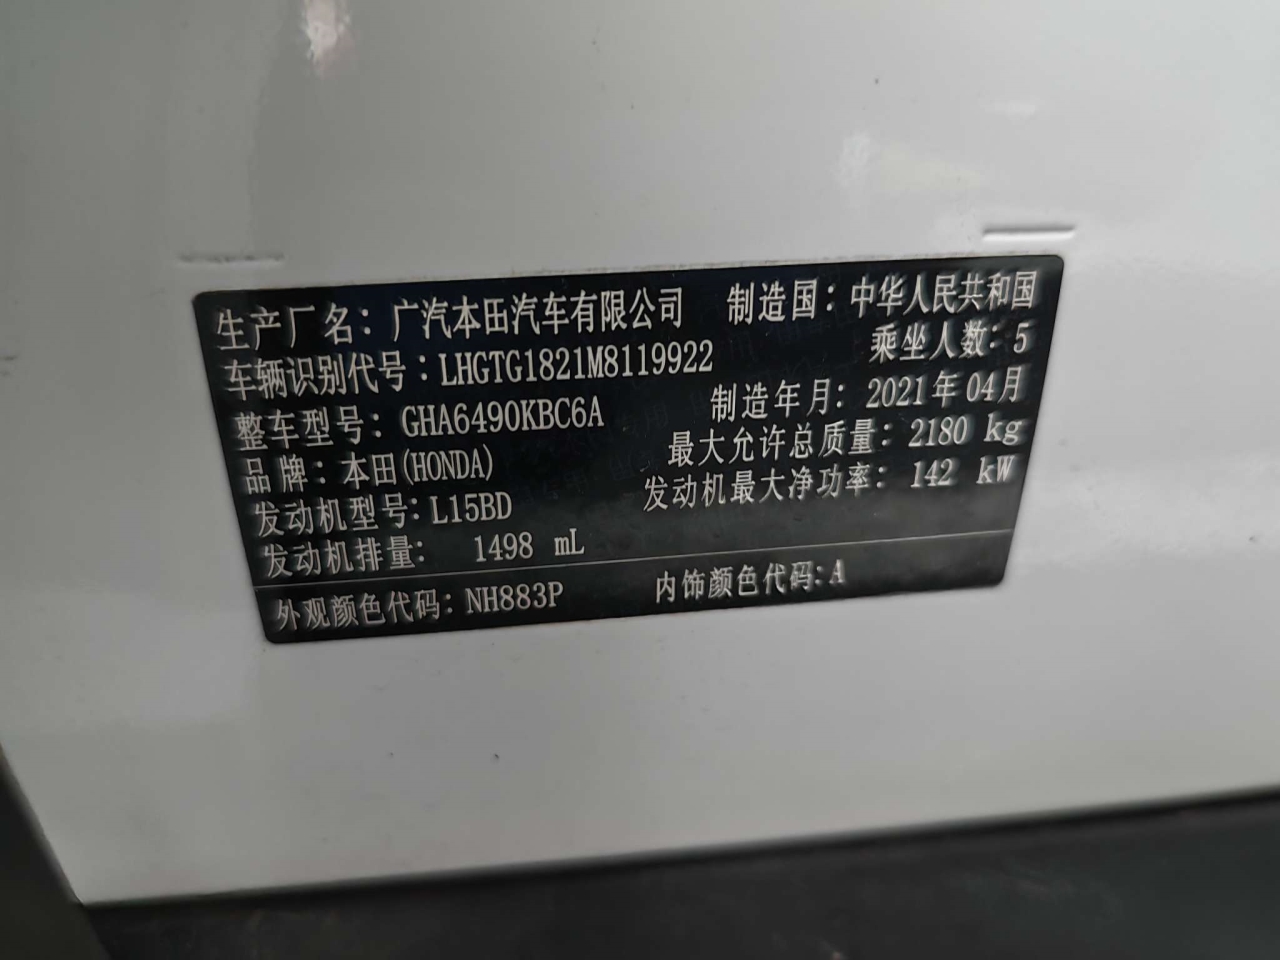 生产厂名：广汽本田汽车有限公司 制造国：中华人民共和国
车辆识别代号：LHGTG1821M8119922 乘坐人数：5
整车型号：GHA6490KBC6A 制造年月：2021年04月
品牌：本田(HONDA) 最大允许总质量：2180 kg
发动机型号：L15BD 发动机最大净功率：142 kW
发动机排量： 1498 mL
外观颜色代码：NH883P 内饰颜色代码：A